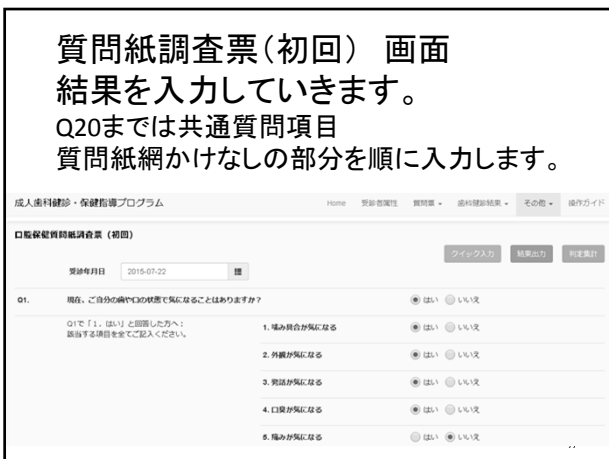 質問紙調査票（初回） 画面
結果を入力していきます。
Q20までは共通質問項目
質問紙網かけなしの部分を順に入力します。
成人歯科健診・保健指導プログラム Home 受診者属性 質問票 歯科健診結果 その他 操作ガイド
口腔保健質問紙調査票（初回）
クイック入力 結果出力 判定集計
受診年月日 2015-07-22
Q1. 現在、ご自分の歯や口の状態で気になることはありますか？ はい いいえ
Q1で「1. はい」と回答した方へ： 1. 噛み具合が気になる はい いいえ
該当する項目を全てご記入ください。
2. 外観が気になる はい いいえ
3. 発話が気になる はい いいえ
4. 口臭が気になる はい いいえ
5. 痛みが気になる はい いいえ